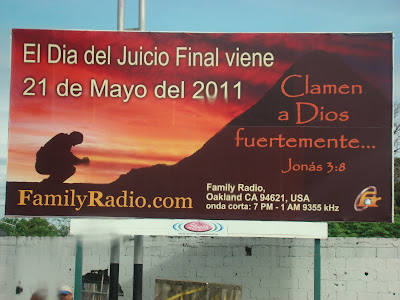 El Dia del Juicio Final viene
21 de Mayo del 2011
Clamen
a Dios
fuertemente...
Jonás 3:8
FamilyRadio.com
Family Radio,
Oakland CA 94621, USA
onda corta: 7 PM - 1 AM 9355 kHz